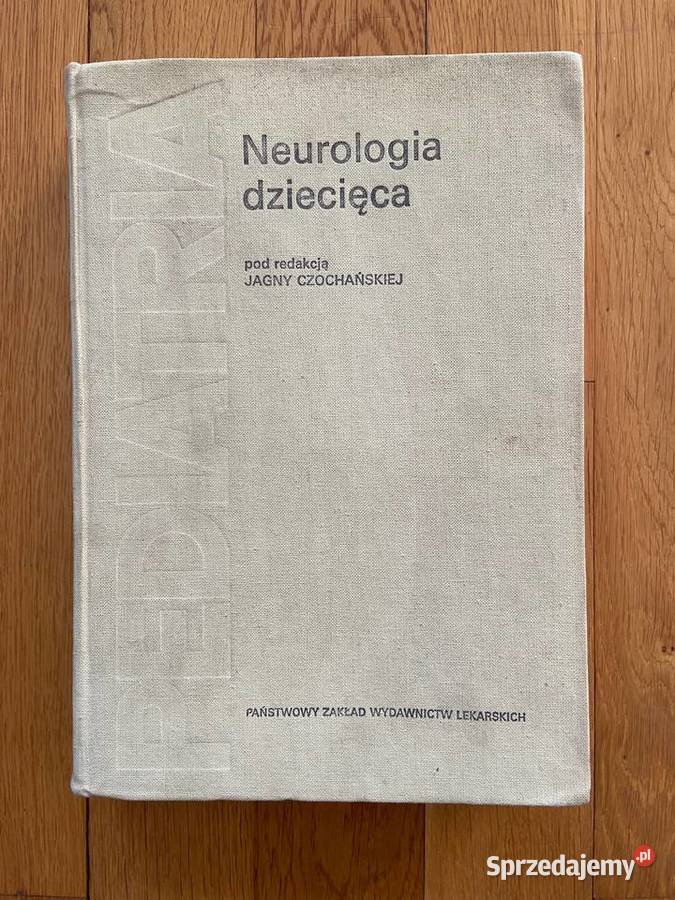 PEDIATRIA
Neurologia
dziecięca
pod redakcją
JAGNY CZOCHAŃSKIEJ
PAŃSTWOWY ZAKŁAD WYDAWNICTW LEKARSKICH
Sprzedajemy.pl